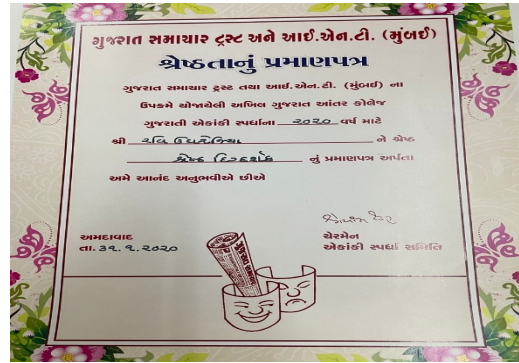 ગુજરાત સમાચાર ટ્રસ્ટ અને આઈ.એન.ટી. (મુંબઈ)
શ્રેષ્ઠતાનું પ્રમાણપત્ર
ગુજરાત સમાચાર ટ્રસ્ટ તથા આઈ.એન.ટી. (મુંબઈ) ના
ઉપક્રમે યોજાયેલી અખિલ ગુજરાત આંતર કોલેજ
ગુજરાતી એકાંકી સ્પર્ધાના ૨૦૨૦ વર્ષ માટે
શ્રી રવિ ને શ્રેષ્ઠ
શ્રેષ્ઠ દિગ્દર્શક નું પ્રમાણપત્ર અર્પતા
અમે આનંદ અનુભવીએ છીએ
અમદાવાદ
તા. ૩૧. ૧. ૨૦૨૦
ચેરમેન
એકાંકી સ્પર્ધા સમિતિ